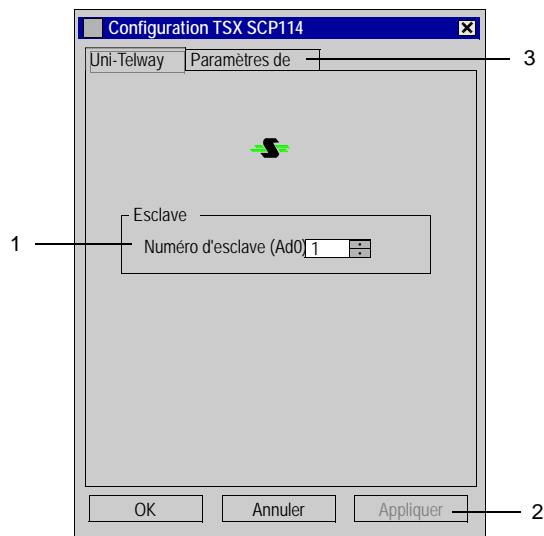 Configuration TSX SCP114
Uni-Telway
Paramètres de
3
Esclave
1
Numéro d'esclave (Ad0)
1
OK
Annuler
Appliquer
2